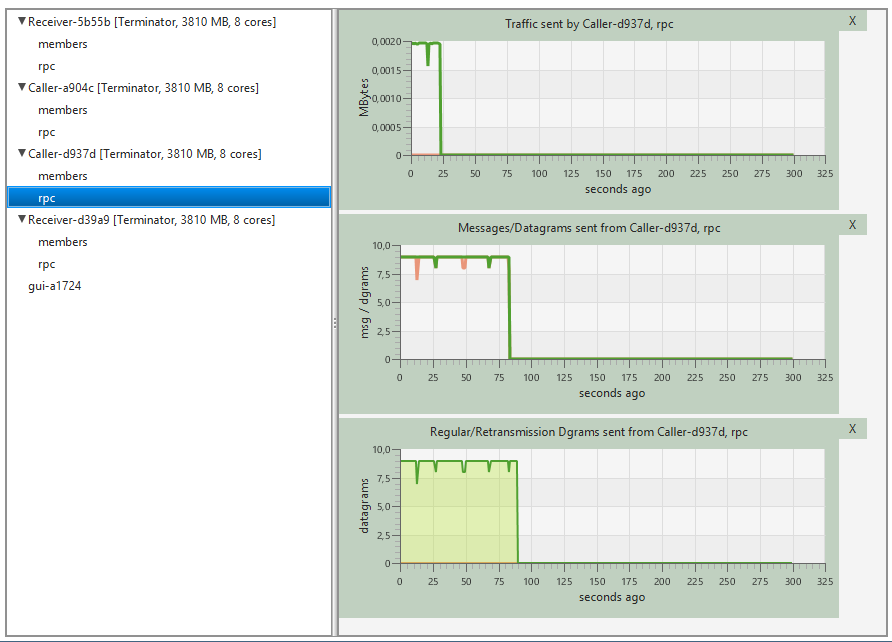 Receiver-5b55b [Terminator, 3810 MB, 8 cores]
members
rpc
Caller-a904c [Terminator, 3810 MB, 8 cores]
members
rpc
Caller-d937d [Terminator, 3810 MB, 8 cores]
members
rpc
Receiver-d39a9 [Terminator, 3810 MB, 8 cores]
members
rpc
gui-a1724
Traffic sent by Caller-d937d, rpc
X
MBytes
0,0020
0,0015
0,0010
0,0005
0
0 25 50 75 100 125 150 175 200 225 250 275 300 325
seconds ago
Messages/Datagrams sent from Caller-d937d, rpc
X
msg / dgrams
10,0
7,5
5,0
2,5
0
0 25 50 75 100 125 150 175 200 225 250 275 300 325
seconds ago
Regular/Retransmission Dgrams sent from Caller-d937d, rpc
X
datagrams
10,0
7,5
5,0
2,5
0
0 25 50 75 100 125 150 175 200 225 250 275 300 325
seconds ago